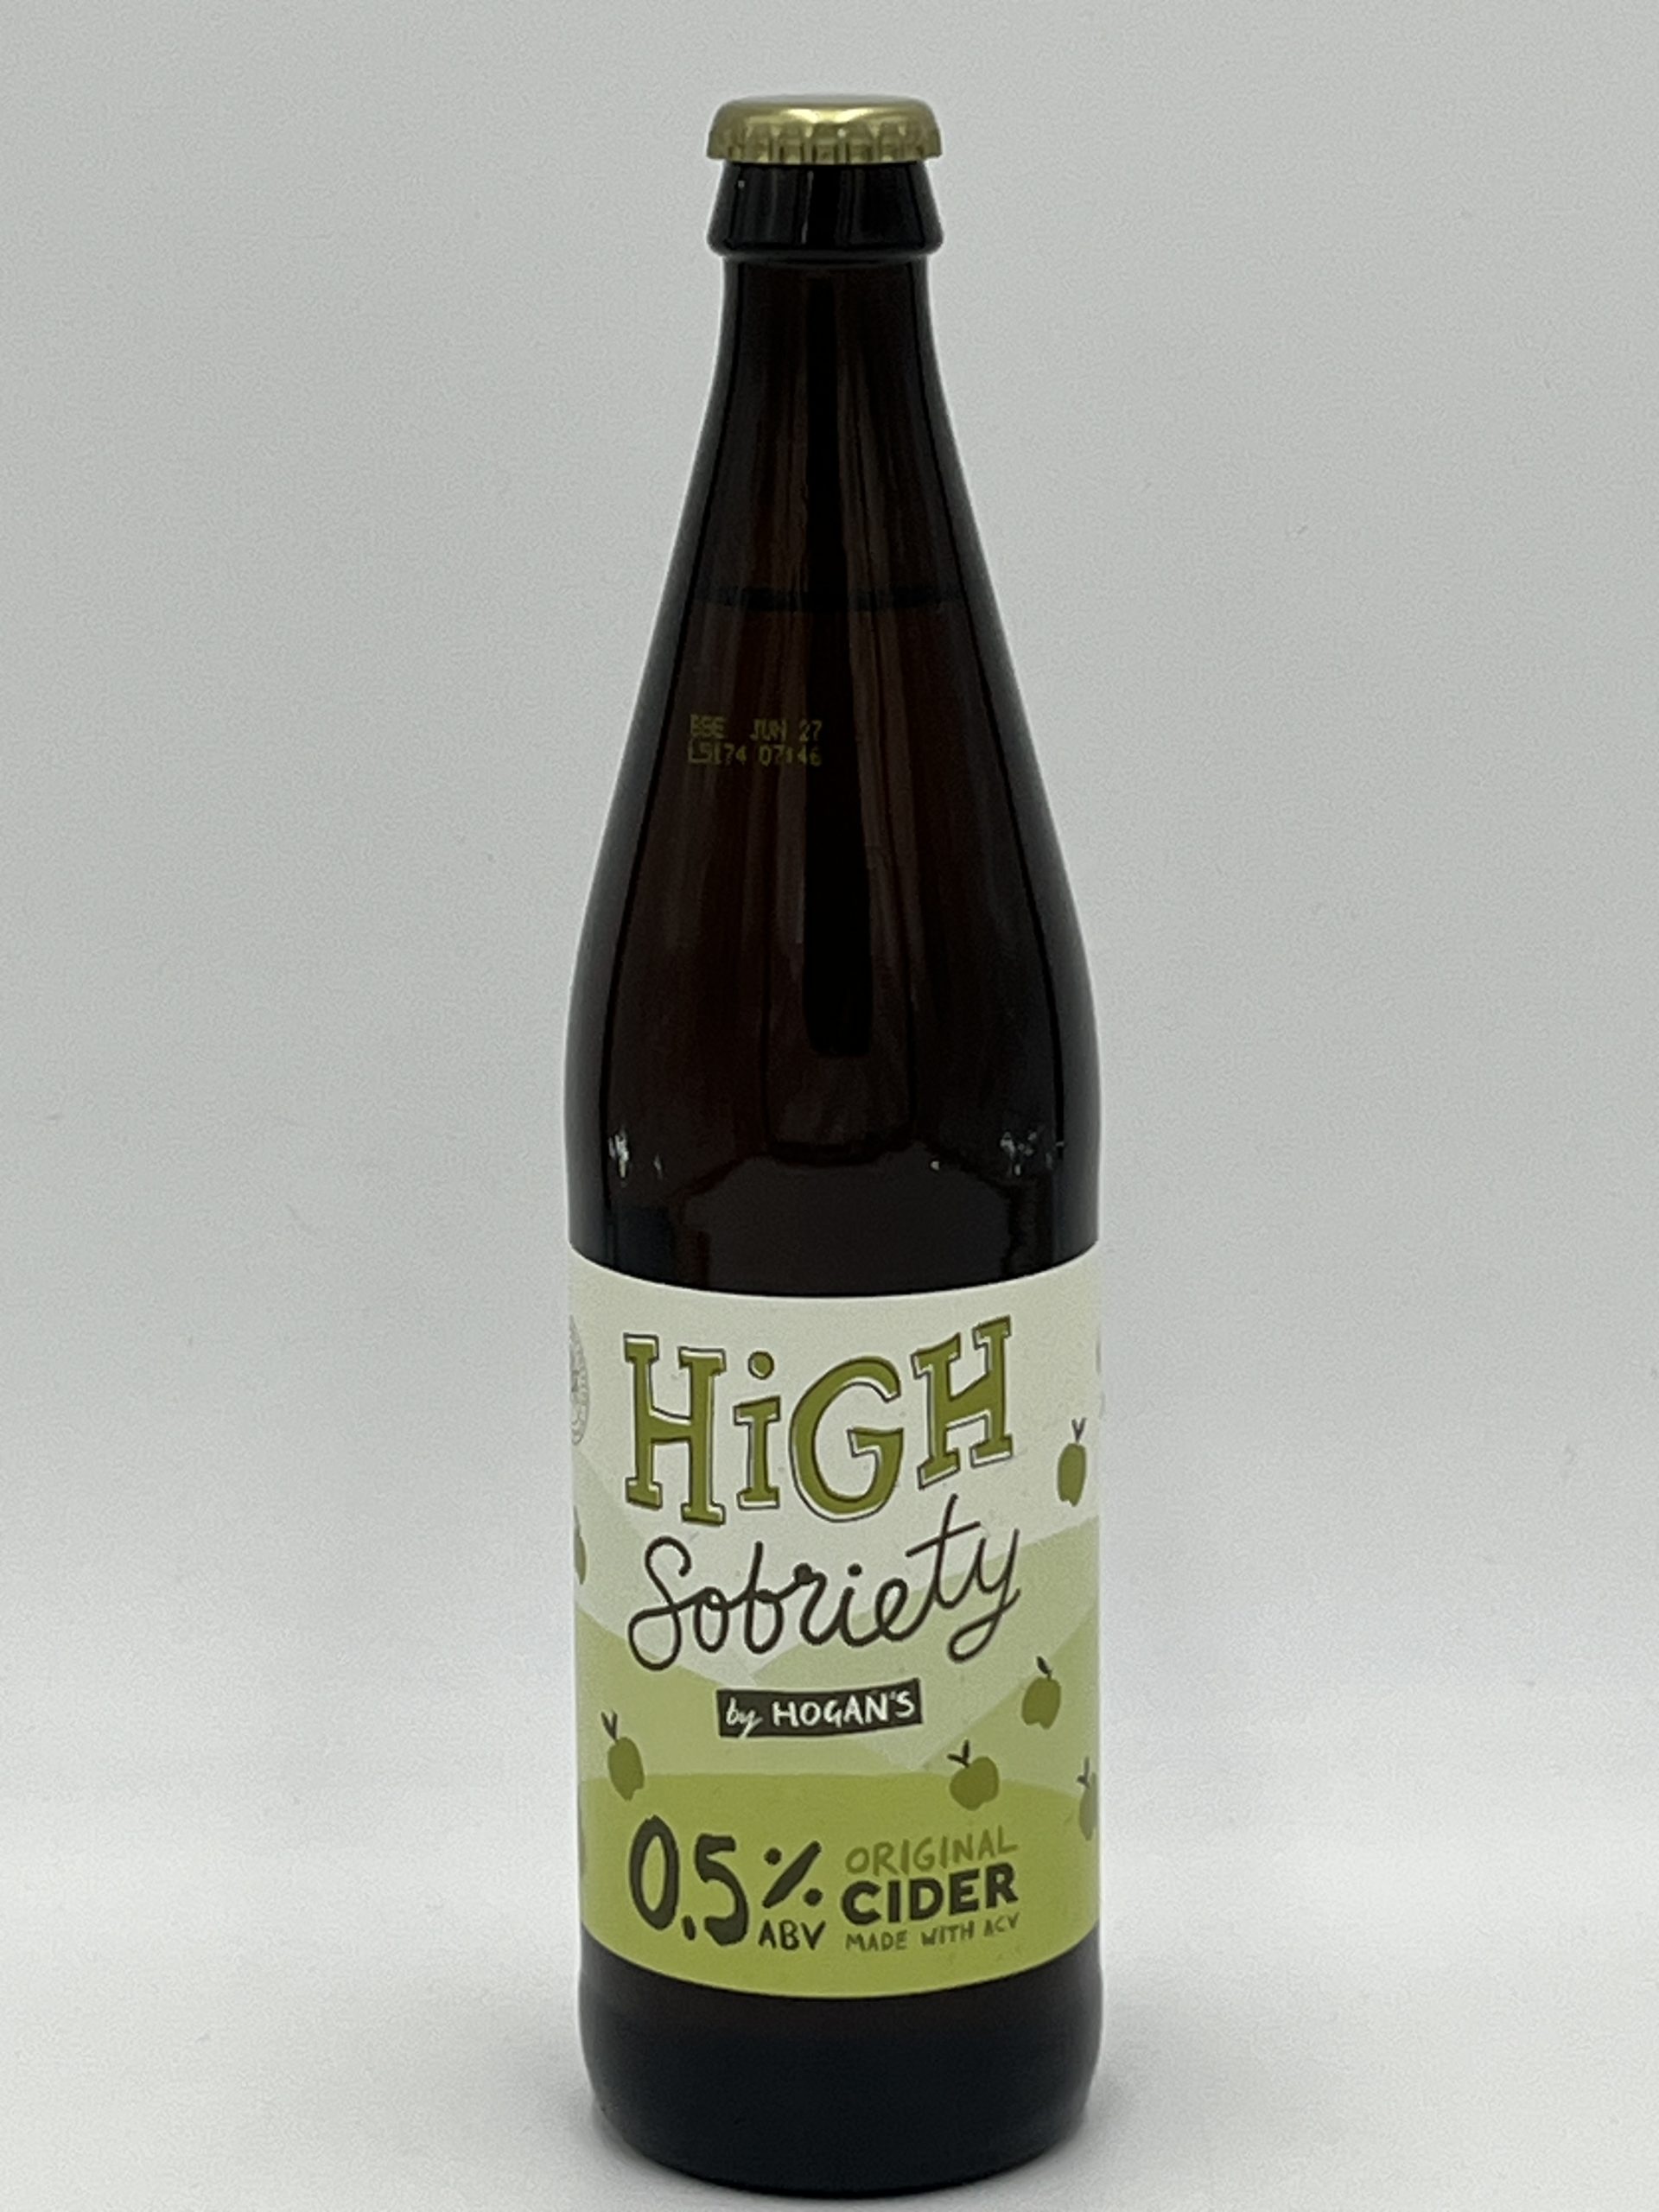 BBE JUN 27
L5174 07:46
HiGH
Sobriety
by HOGAN'S
0.5% ABV
ORIGINAL
CIDER
MADE WITH ACV